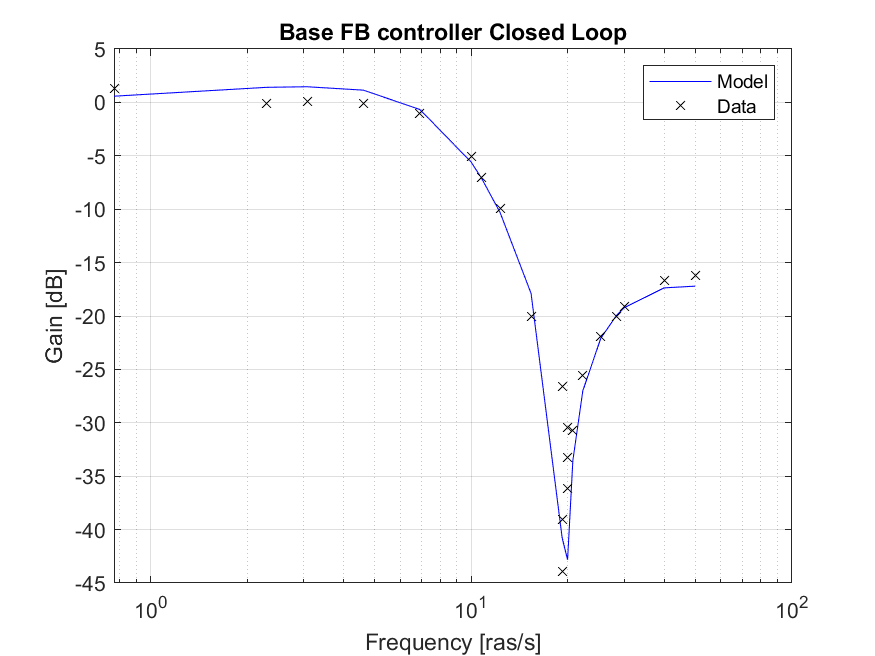 Base FB controller Closed Loop
5
0
-5
-10
-15
-20
-25
-30
-35
-40
-45
Gain [dB]
Model
Data
10^0
10^1
10^2
Frequency [ras/s]